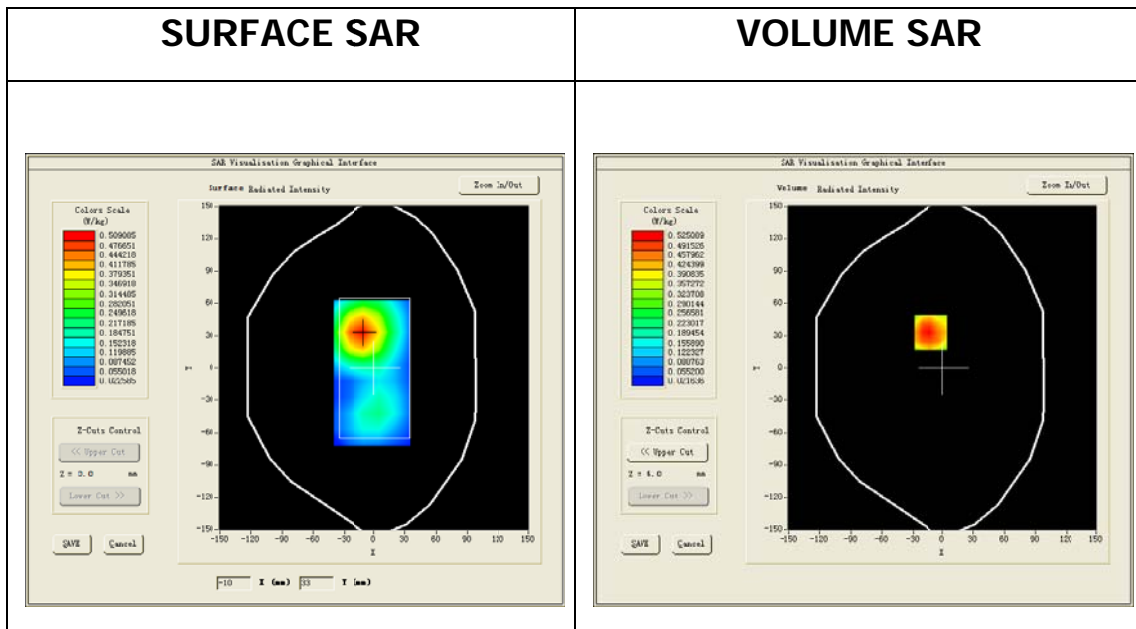 SURFACE SAR
VOLUME SAR
SAR Visualisation Graphical Interface
Surface Radiated Intensity
Zoom In/Out
Colors Scale
(W/kg)
0.509085
0.476651
0.444218
0.411785
0.379351
0.346918
0.314485
0.282051
0.249618
0.217185
0.184751
0.152318
0.119885
0.087452
0.055018
0.022585
Z-Cuts Control
<< Upper Cut
mm
Lower Cut >>
SAVE
Cancel
150
120
90
60
30
0
-30
-60
-90
-120
-150
Y
-150 -120 -90 -60 -30 0 30 60 90 120 150
X
-10 X (mm) 33 Y (mm)
SAR Visualisation Graphical Interface
Volume Radiated Intensity
Zoom In/Out
Colors Scale
(W/kg)
0.525089
0.491526
0.457962
0.424399
0.390835
0.357272
0.323708
0.290144
0.256581
0.223017
0.189454
0.155890
0.122327
0.088763
0.055200
0.021636
Z-Cuts Control
<< Upper Cut
Z = 4.0 mm
Lower Cut >>
SAVE
Cancel
150
120
90
60
30
0
-30
-60
-90
-120
-150
Y
-150 -120 -90 -60 -30 0 30 60 90 120 150
X